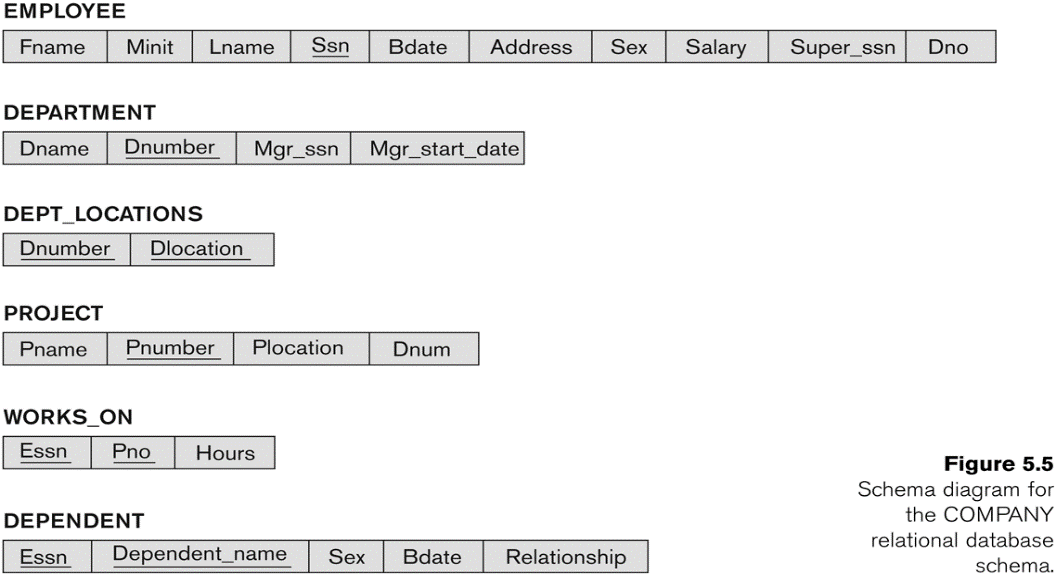 EMPLOYEE
Fname Minit Lname Ssn Bdate Address Sex Salary Super_ssn Dno
DEPARTMENT
Dname Dnumber Mgr_ssn Mgr_start_date
DEPT_LOCATIONS
Dnumber Dlocation
PROJECT
Pname Pnumber Plocation Dnum
WORKS_ON
Essn Pno Hours
DEPENDENT
Essn Dependent_name Sex Bdate Relationship
Figure 5.5
Schema diagram for
the COMPANY
relational database
schema.